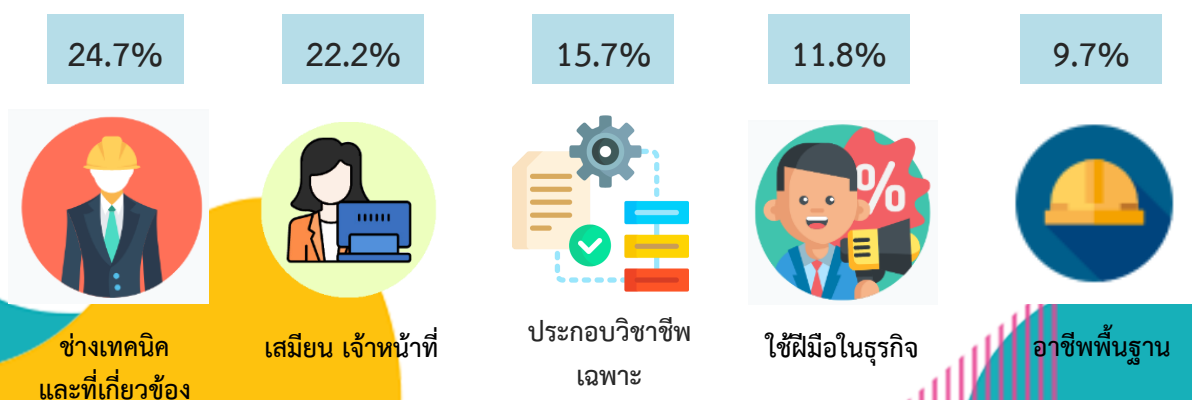 24.7%
22.2%
15.7%
11.8%
9.7%
%
ช่างเทคนิค
และที่เกี่ยวข้อง
เสมียน เจ้าหน้าที่
ประกอบวิชาชีพ
เฉพาะ
ใช้ฝีมือในธุรกิจ
อาชีพพื้นฐาน